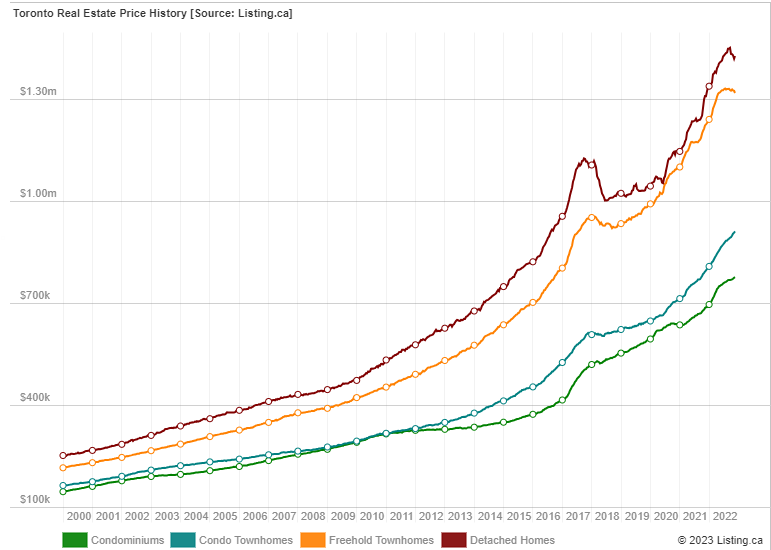 Toronto Real Estate Price History [Source: Listing.ca]
$1.30m
$1.00m
$700k
$400k
$100k
2000 2001 2002 2003 2004 2005 2006 2007 2008 2009 2010 2011 2012 2013 2014 2015 2016 2017 2018 2019 2020 2021 2022
Condominiums Condo Townhomes Freehold Townhomes Detached Homes © 2023 Listing.ca